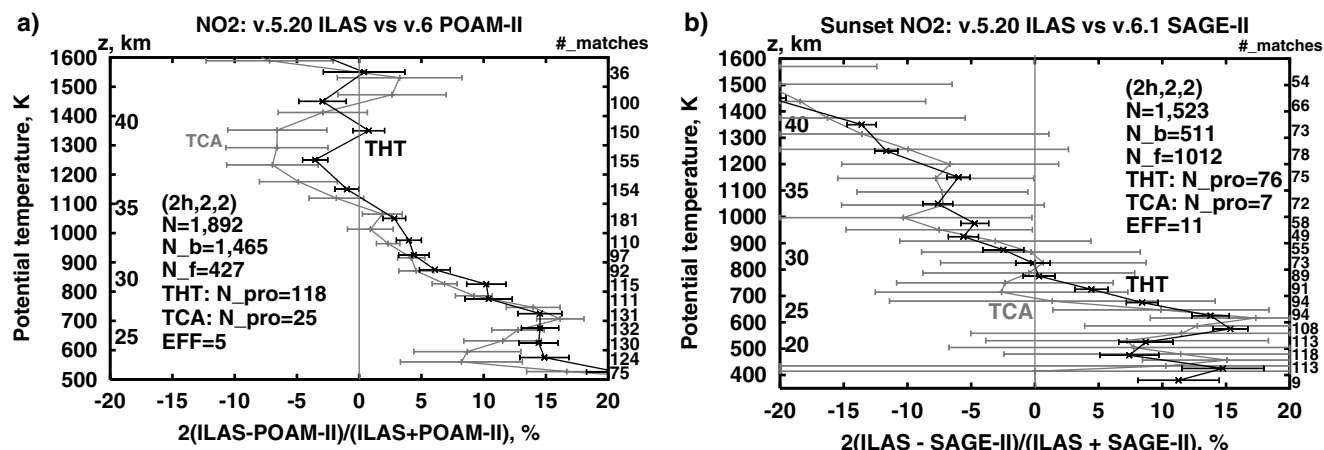 a)
NO2: v.5.20 ILAS vs v.6 POAM-II
z, km
#_matches
Potential temperature, K
1600
1500
1400
1300
1200
1100
1000
900
800
700
600
500
40
35
30
25
TCA
THT
(2h,2,2)
N=1,892
N_b=1,465
N_f=427
THT: N_pro=118
TCA: N_pro=25
EFF=5
36
100
150
155
154
181
110
97
92
115
111
131
132
130
124
75
-20 -15 -10 -5 0 5 10 15 20
2(ILAS-POAM-II)/(ILAS+POAM-II), %
b)
Sunset NO2: v.5.20 ILAS vs v.6.1 SAGE-II
z, km
#_matches
Potential temperature, K
1600
1500
1400
1300
1200
1100
1000
900
800
700
600
500
400
40
35
30
25
20
(2h,2,2)
N=1,523
N_b=511
N_f=1012
THT: N_pro=76
TCA: N_pro=7
EFF=11
THT
TCA
54
66
73
78
75
72
58
49
55
73
89
91
94
94
108
113
118
113
9
-20 -15 -10 -5 0 5 10 15 20
2(ILAS - SAGE-II)/(ILAS + SAGE-II), %